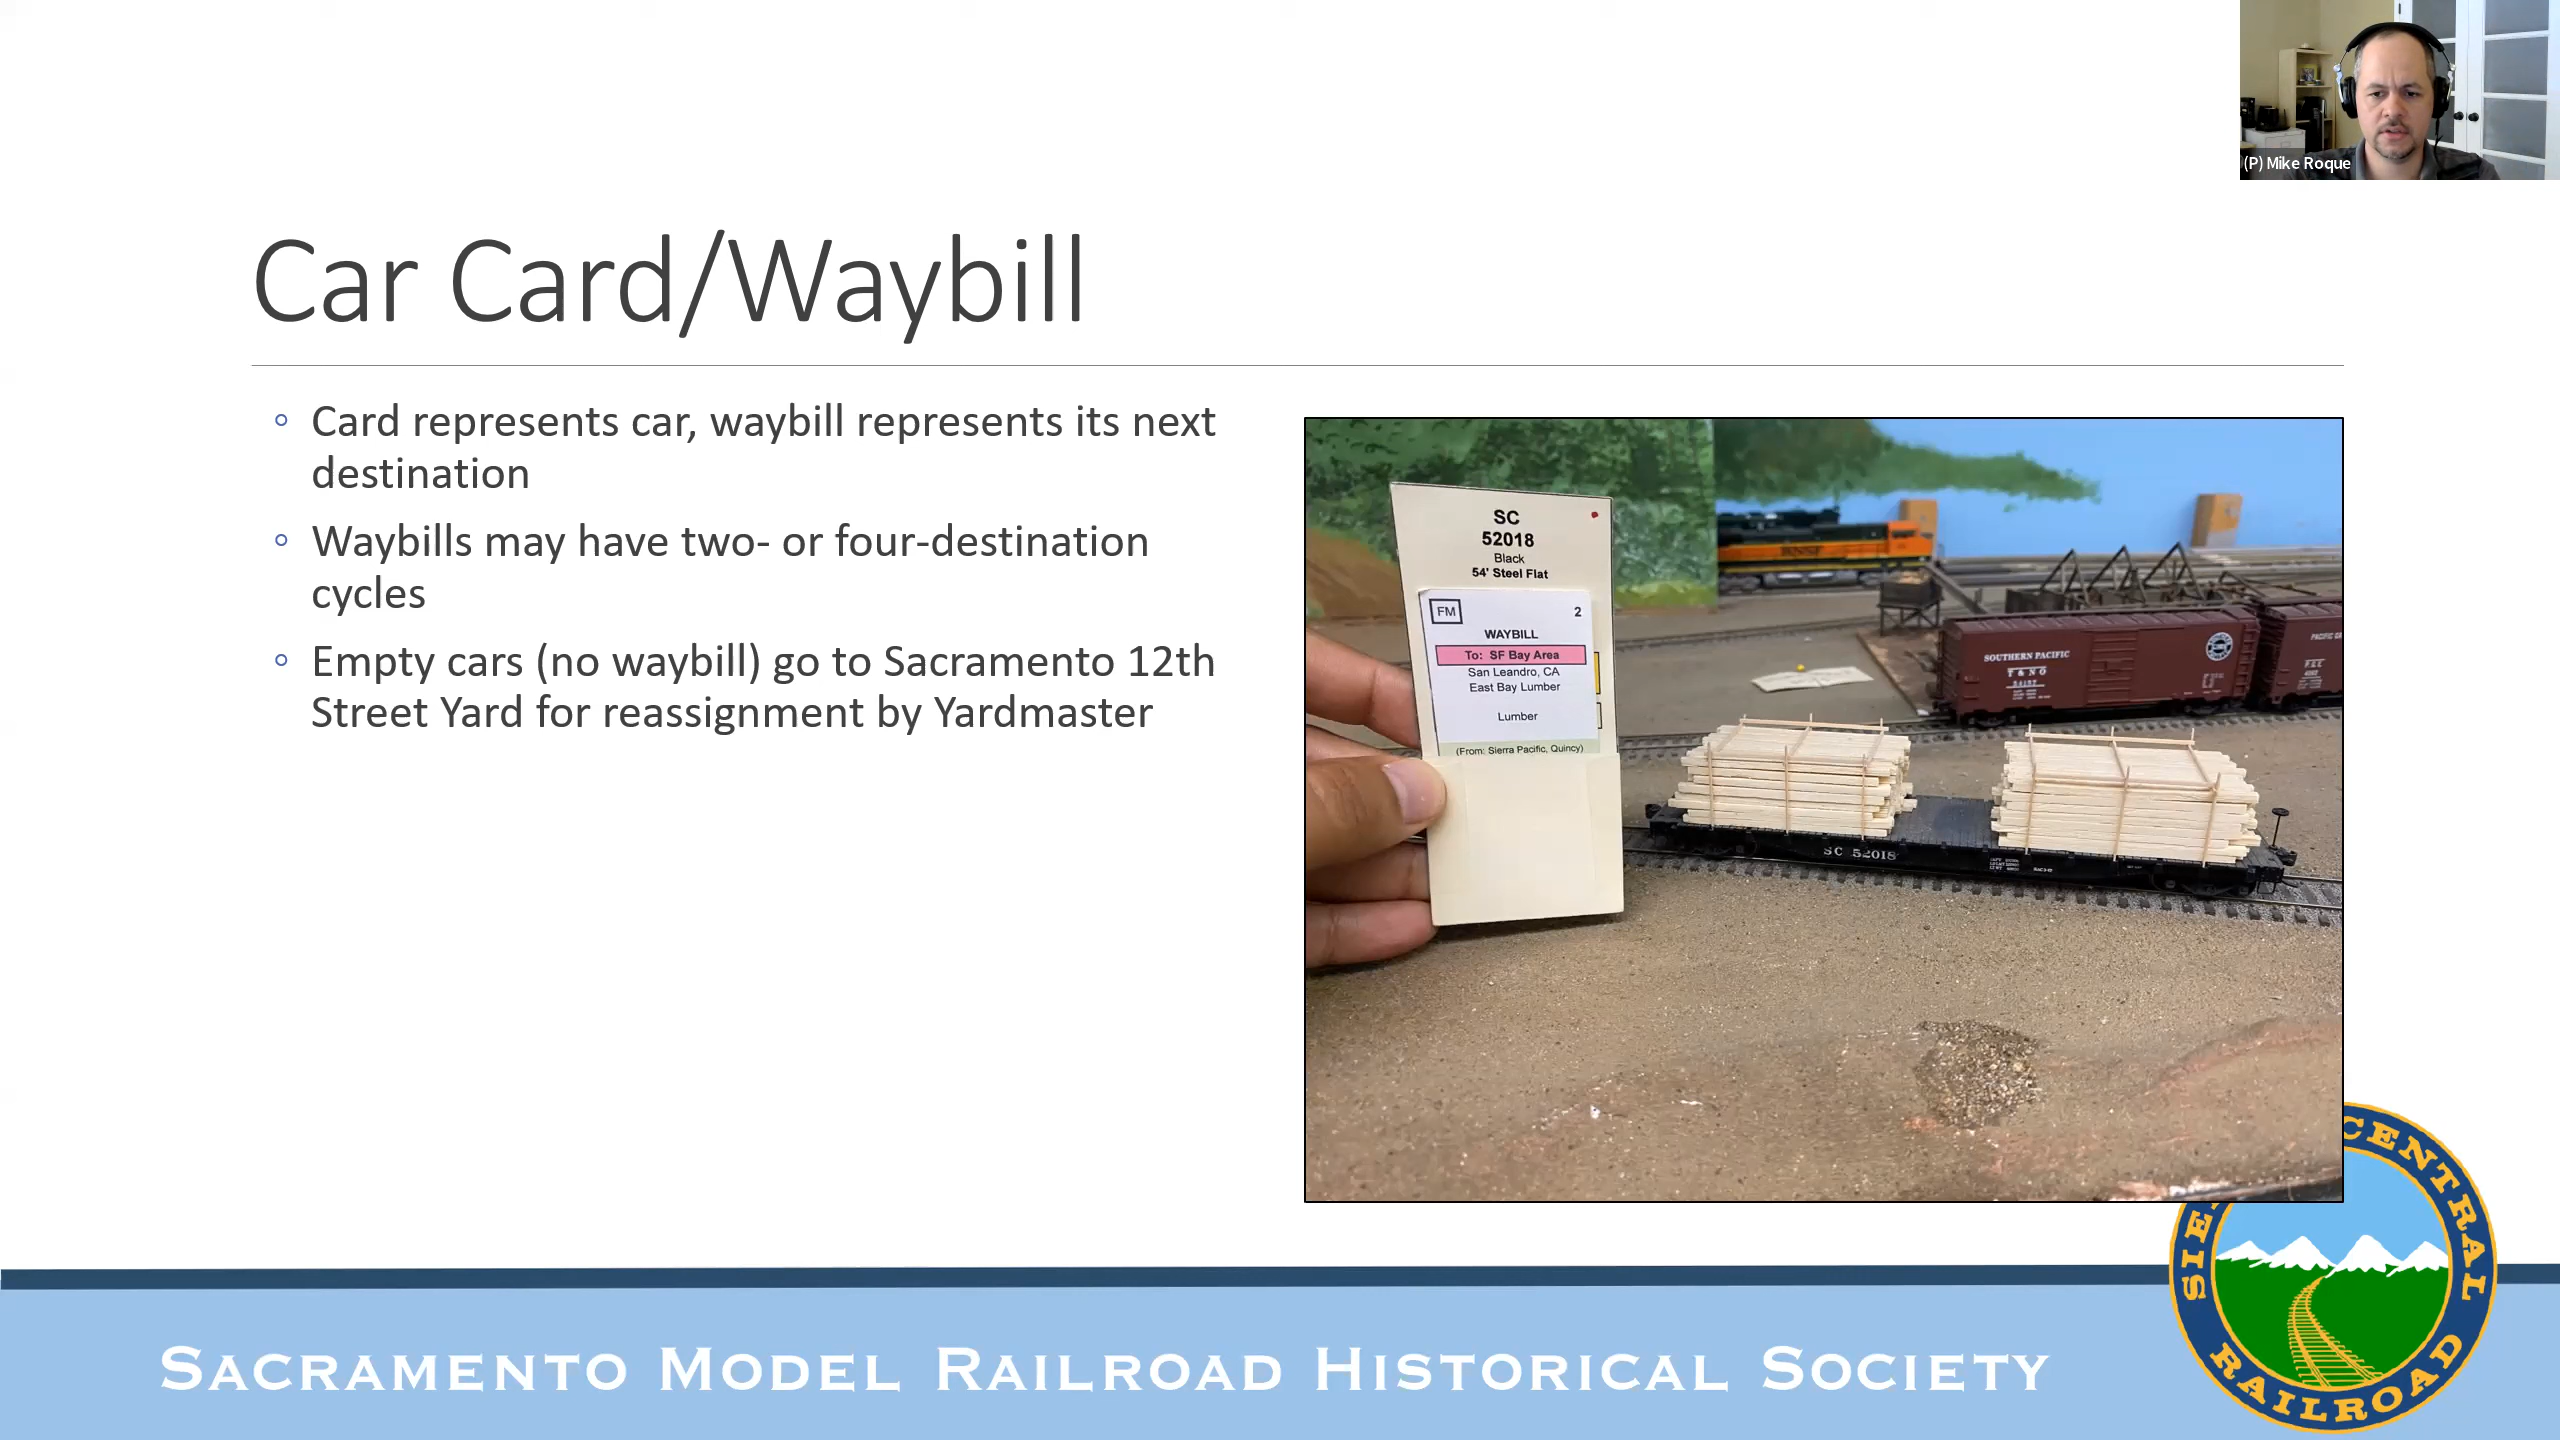 (P) Mike Roque
Car Card/Waybill
Card represents car, waybill represents its next
destination
Waybills may have two- or four-destination
cycles
Empty cars (no waybill) go to Sacramento 12th
Street Yard for reassignment by Yardmaster
SC
52018
Black
54' Steel Flat
FM 2
WAYBILL
To: SF Bay Area
San Leandro, CA
East Bay Lumber
Lumber
(From: Sierra Pacific, Quincy)
BNSF
SOUTHERN PACIFIC
T & NO
SC 52018
SACRAMENTO MODEL RAILROAD HISTORICAL SOCIETY
CENTRAL
RAILROAD